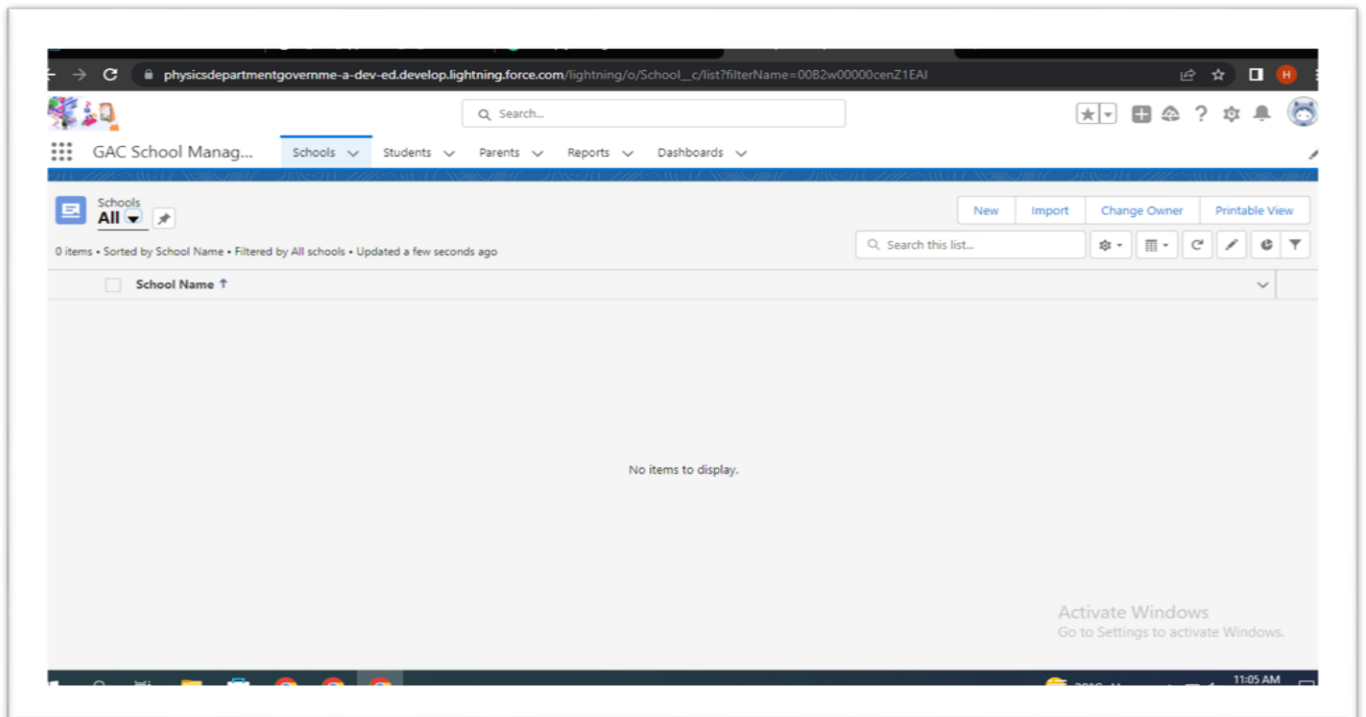 physicsdepartmentgovernme-a-dev-ed.develop.lightning.force.com/lightning/o/School__c/list?filterName=00B2w00000cenZ1EAI
H
Search...
GAC School Manag... Schools Students Parents Reports Dashboards
Schools
All
New Import Change Owner Printable View
0 items • Sorted by School Name • Filtered by All schools • Updated a few seconds ago
Search this list...
School Name ↑
No items to display.
Activate Windows
Go to Settings to activate Windows.
11:05 AM